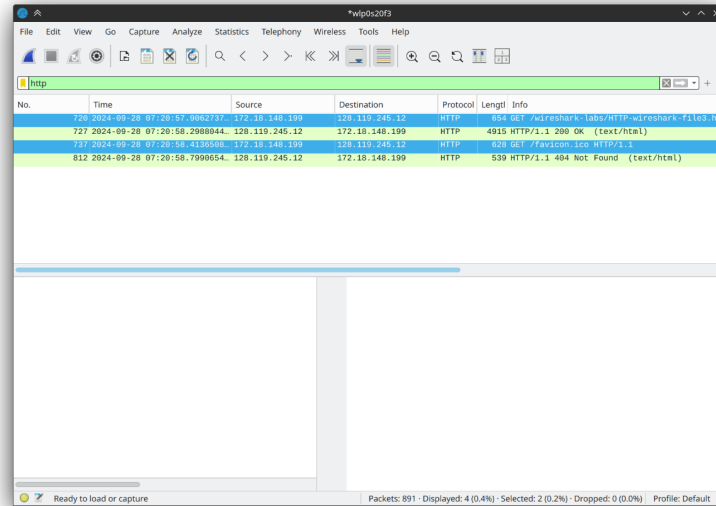 *wlp0s20f3
File Edit View Go Capture Analyze Statistics Telephony Wireless Tools Help
http
No. Time Source Destination Protocol Lengtl Info
720 2024-09-28 07:20:57.9062737… 172.18.148.199 128.119.245.12 HTTP 654 GET /wireshark-labs/HTTP-wireshark-file3.h
727 2024-09-28 07:20:58.2988044… 128.119.245.12 172.18.148.199 HTTP 4915 HTTP/1.1 200 OK (text/html)
737 2024-09-28 07:20:58.4136508… 172.18.148.199 128.119.245.12 HTTP 628 GET /favicon.ico HTTP/1.1
812 2024-09-28 07:20:58.7990654… 128.119.245.12 172.18.148.199 HTTP 539 HTTP/1.1 404 Not Found (text/html)
Ready to load or capture Packets: 891 · Displayed: 4 (0.4%) · Selected: 2 (0.2%) · Dropped: 0 (0.0%) Profile: Default